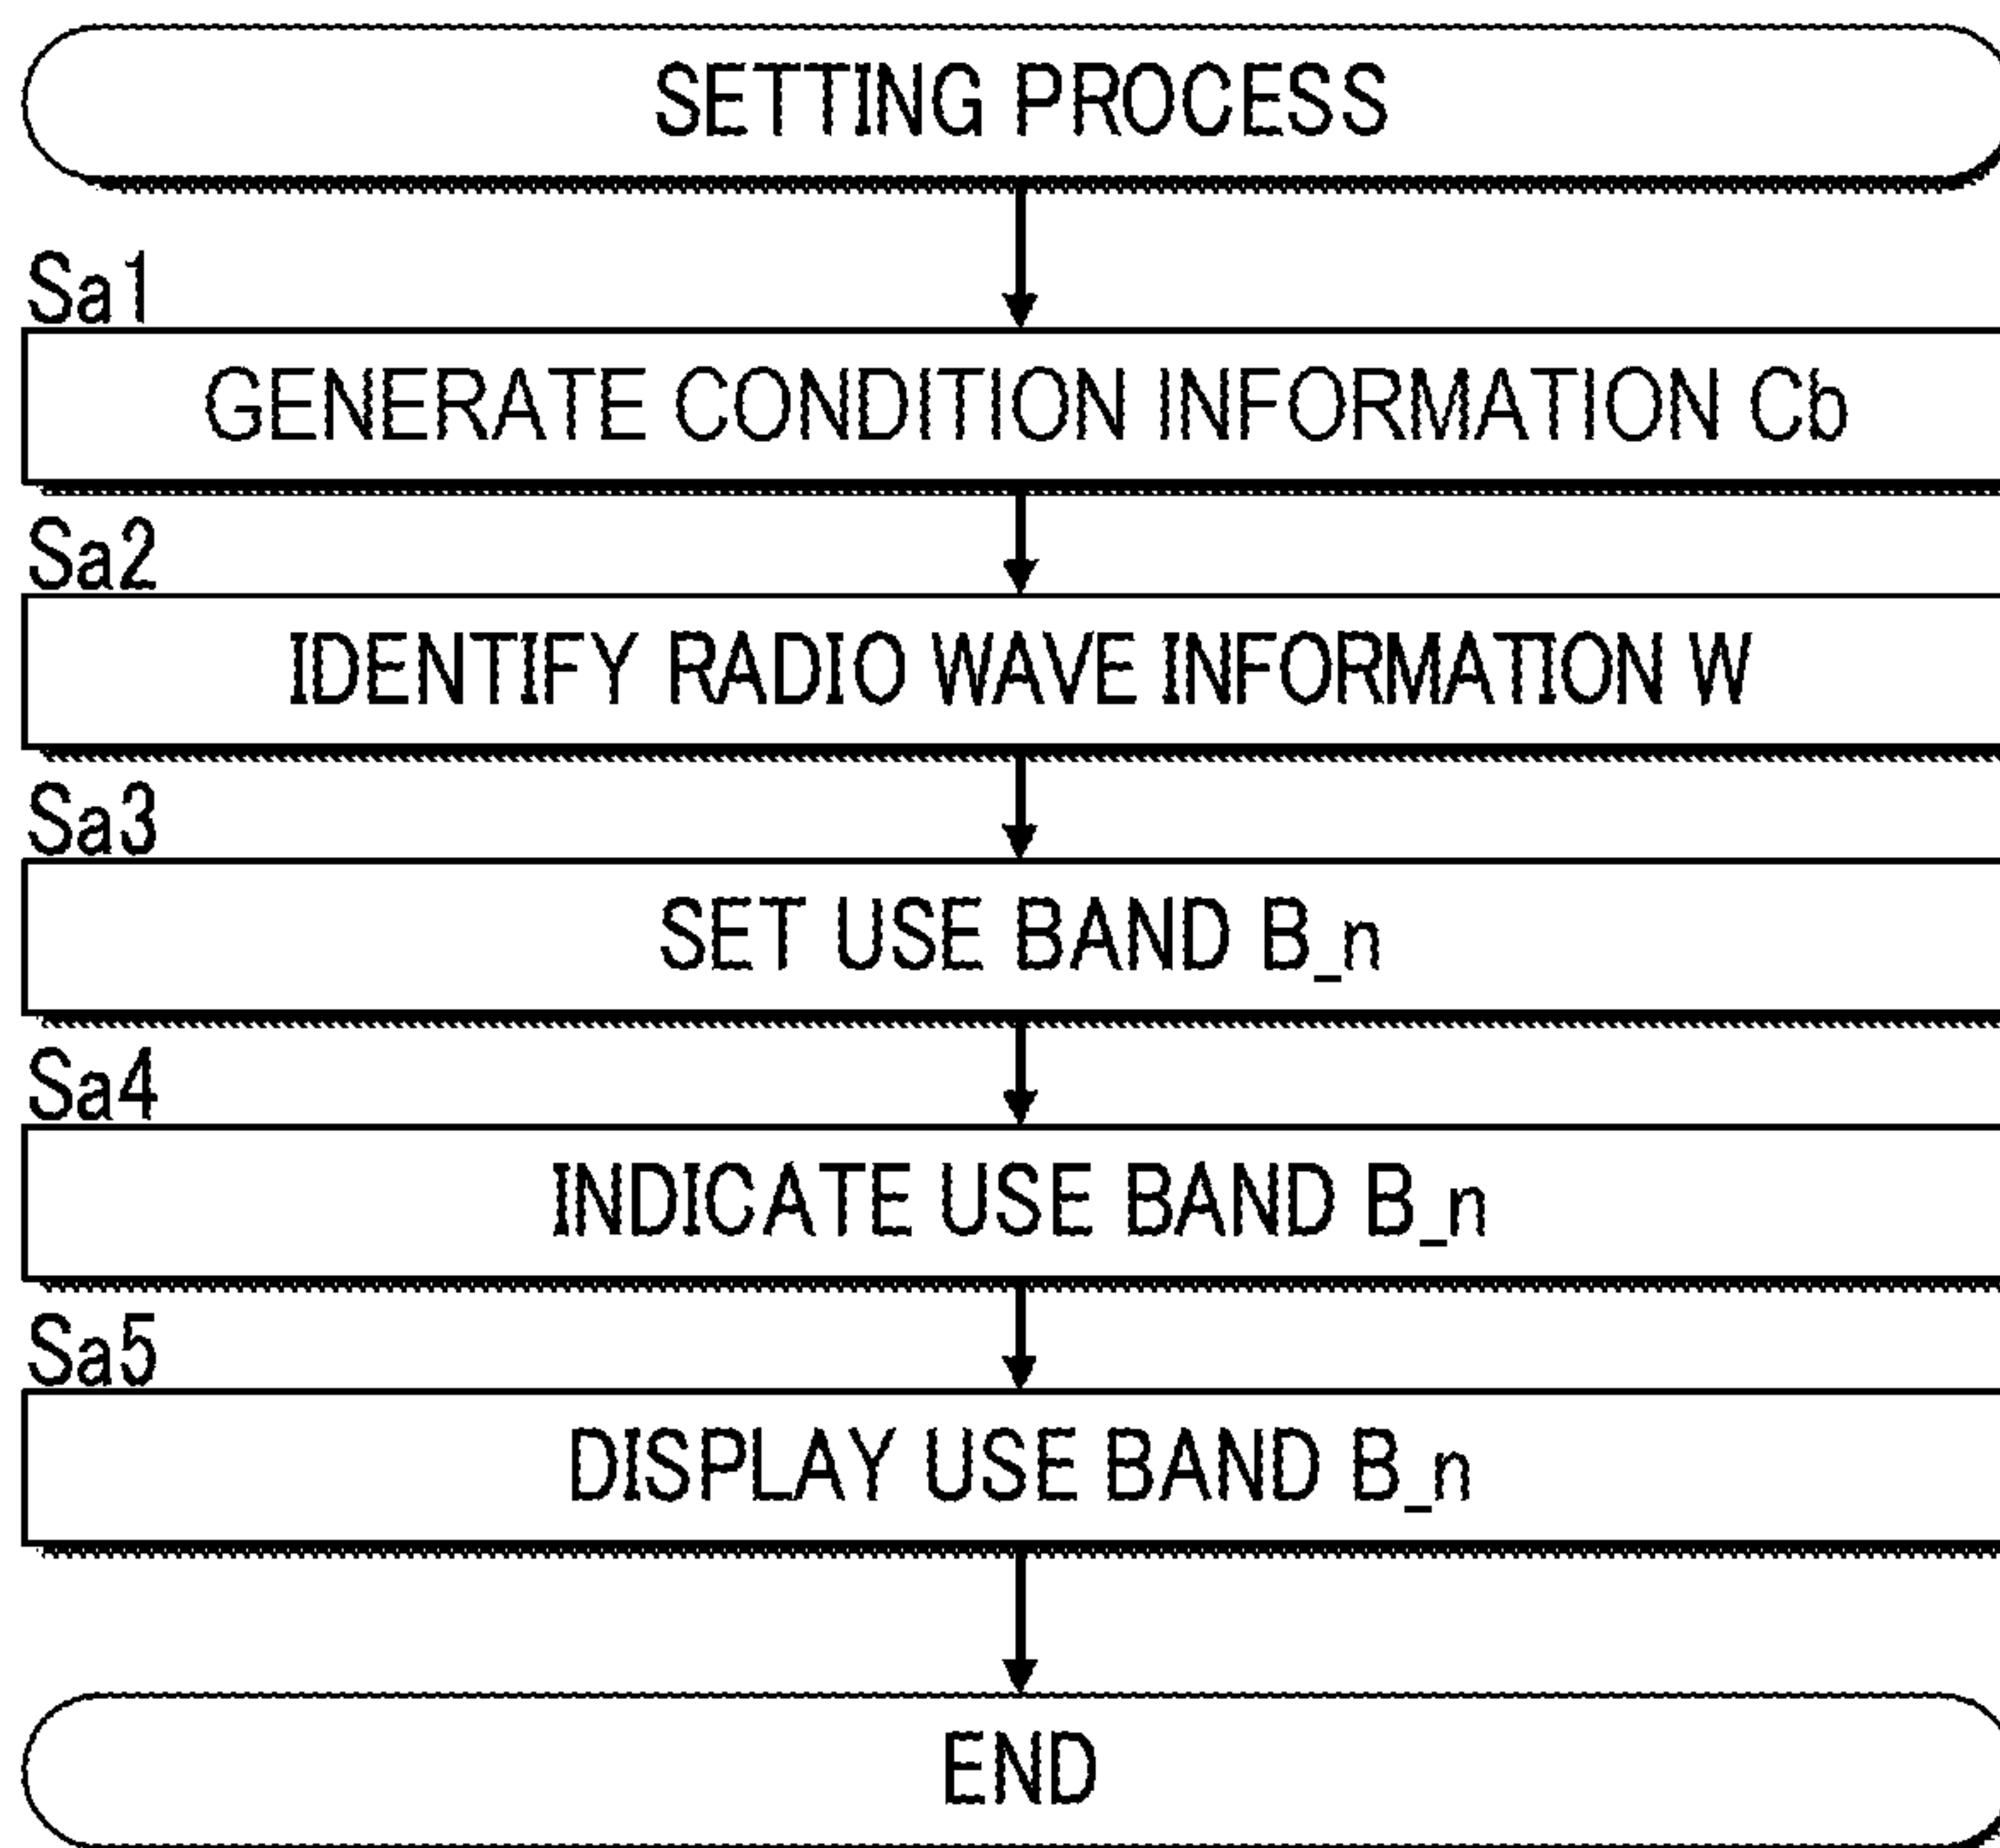 SETTING PROCESS
Sa1
GENERATE CONDITION INFORMATION Cb
Sa2
IDENTIFY RADIO WAVE INFORMATION W
Sa3
SET USE BAND B_n
Sa4
INDICATE USE BAND B_n
Sa5
DISPLAY USE BAND B_n
END